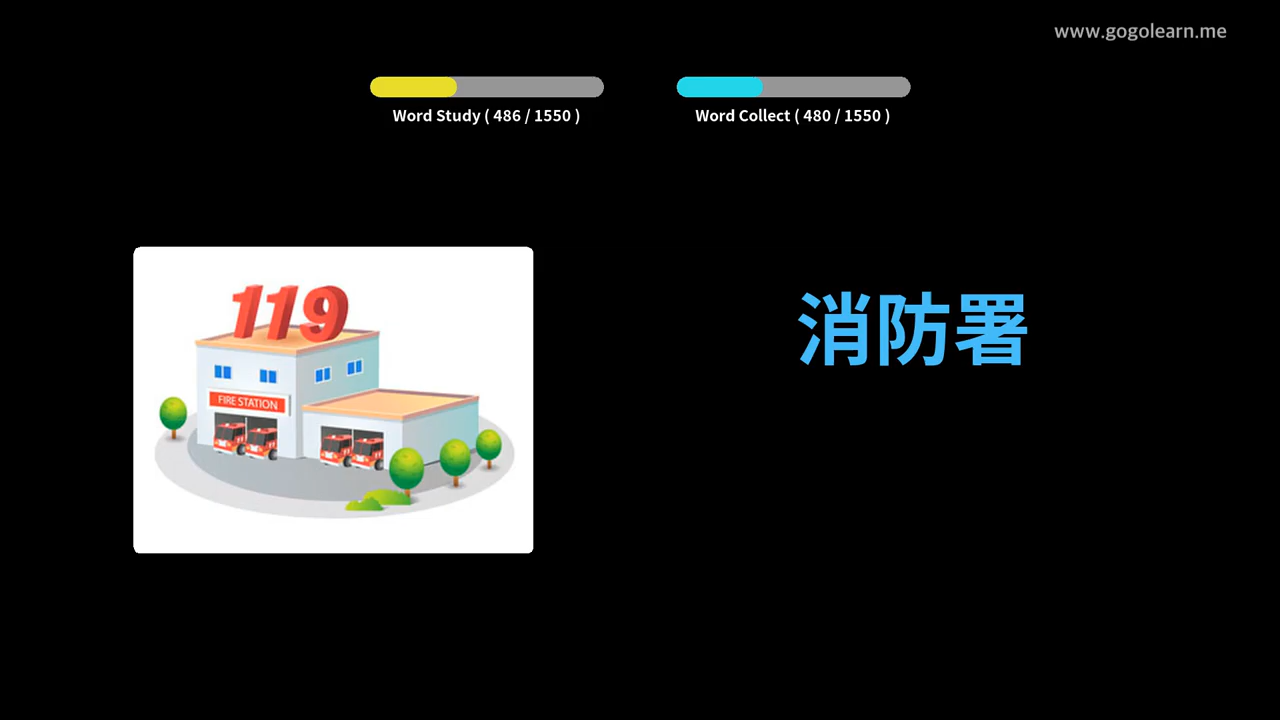 www.gogolearn.me
Word Study ( 486 / 1550 )
Word Collect ( 480 / 1550 )
119
FIRE STATION
消防署